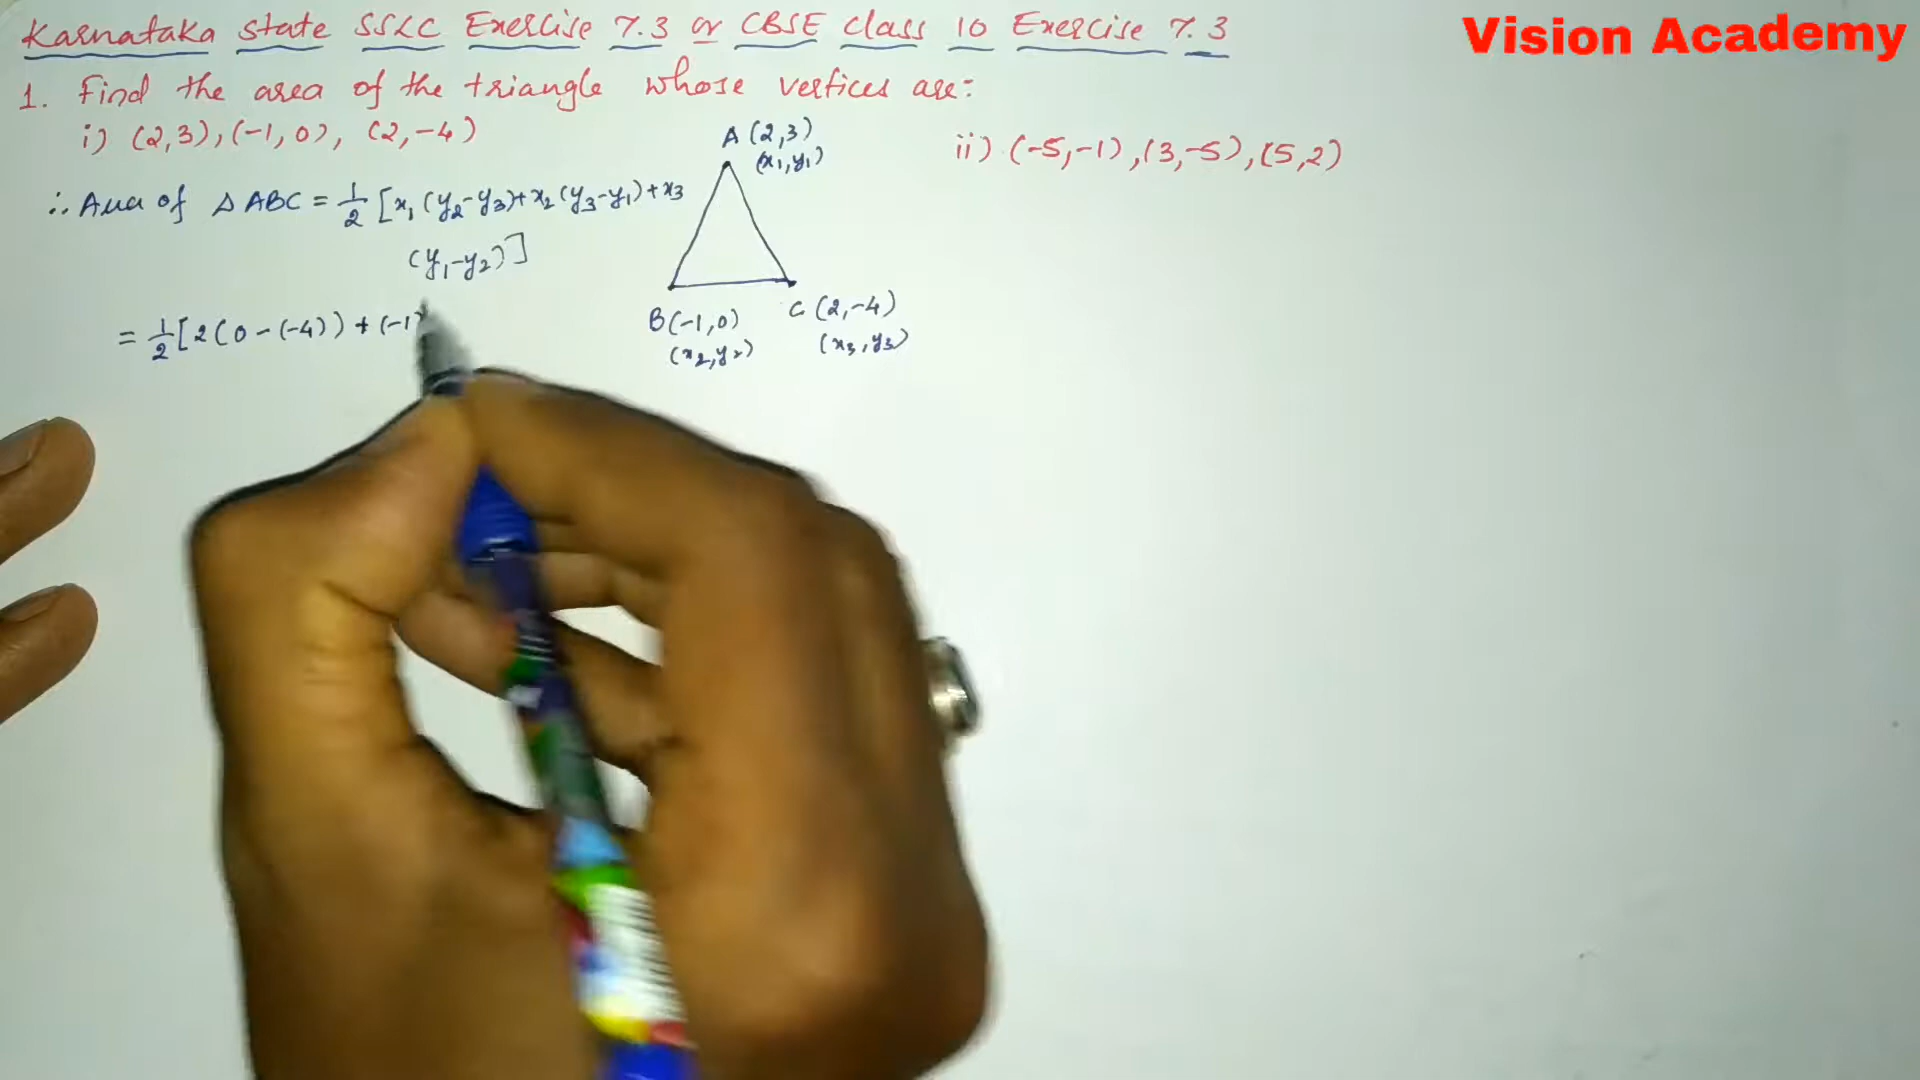 Karnataka State SSLC Exercise 7.3 or CBSE Class 10 Exercise 7.3
Vision Academy
1. Find the area of the triangle whose vertices are:
i) (2,3), (-1, 0), (2, -4)
ii) (-5,-1), (3,-5), (5,2)
A (2,3)
(x₁,y₁)
∴ Area of △ ABC = 1/2 [x₁(y₂-y₃)+x₂(y₃-y₁)+x₃
(y₁-y₂)]
= 1/2 [2(0-(-4)) + (-1)
B(-1,0)
(x₂,y₂)
C (2,-4)
(x₃,y₃)